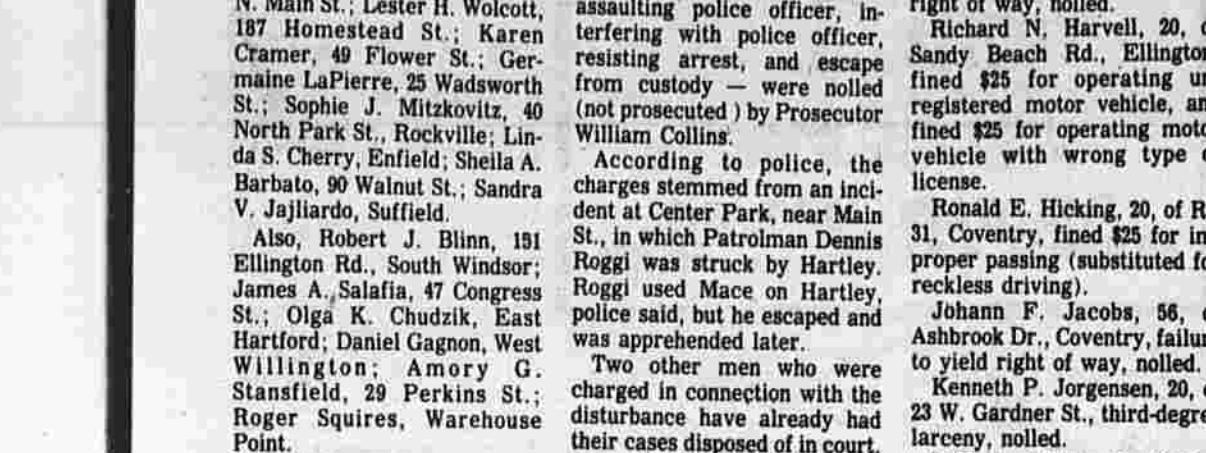 N. Main St.; Lester H. Wolcott,
187 Homestead St.; Karen
Cramer, 49 Flower St.; Ger-
maine LaPierre, 25 Wadsworth
St.; Sophie J. Mitzkovitz, 40
North Park St., Rockville; Lin-
da S. Cherry, Enfield; Sheila A.
Barbato, 90 Walnut St.; Sandra
V. Jajliardo, Suffield.
Also, Robert J. Blinn, 191
Ellington Rd., South Windsor;
James A. Salafia, 47 Congress
St.; Olga K. Chudzik, East
Hartford; Daniel Gagnon, West
Willington; Amory G.
Stansfield, 29 Perkins St.;
Roger Squires, Warehouse
Point.
assaulting police officer, in-
terfering with police officer,
resisting arrest, and escape
from custody — were nolled
(not prosecuted ) by Prosecutor
William Collins.
According to police, the
charges stemmed from an inci-
dent at Center Park, near Main
St., in which Patrolman Dennis
Roggi was struck by Hartley.
Roggi used Mace on Hartley,
police said, but he escaped and
was apprehended later.
Two other men who were
charged in connection with the
disturbance have already had
their cases disposed of in court.
right of way, nolled.
Richard N. Harvell, 20,
Sandy Beach Rd., Ellington
fined $25 for operating un
registered motor vehicle, an
fined $25 for operating moto
vehicle with wrong type
license.
Ronald E. Hicking, 20, of R
31, Coventry, fined $25 for im
proper passing (substituted fo
reckless driving).
Johann F. Jacobs, 56,
Ashbrook Dr., Coventry, failur
to yield right of way, nolled.
Kenneth P. Jorgensen, 20,
23 W. Gardner St., third-degre
larceny, nolled.